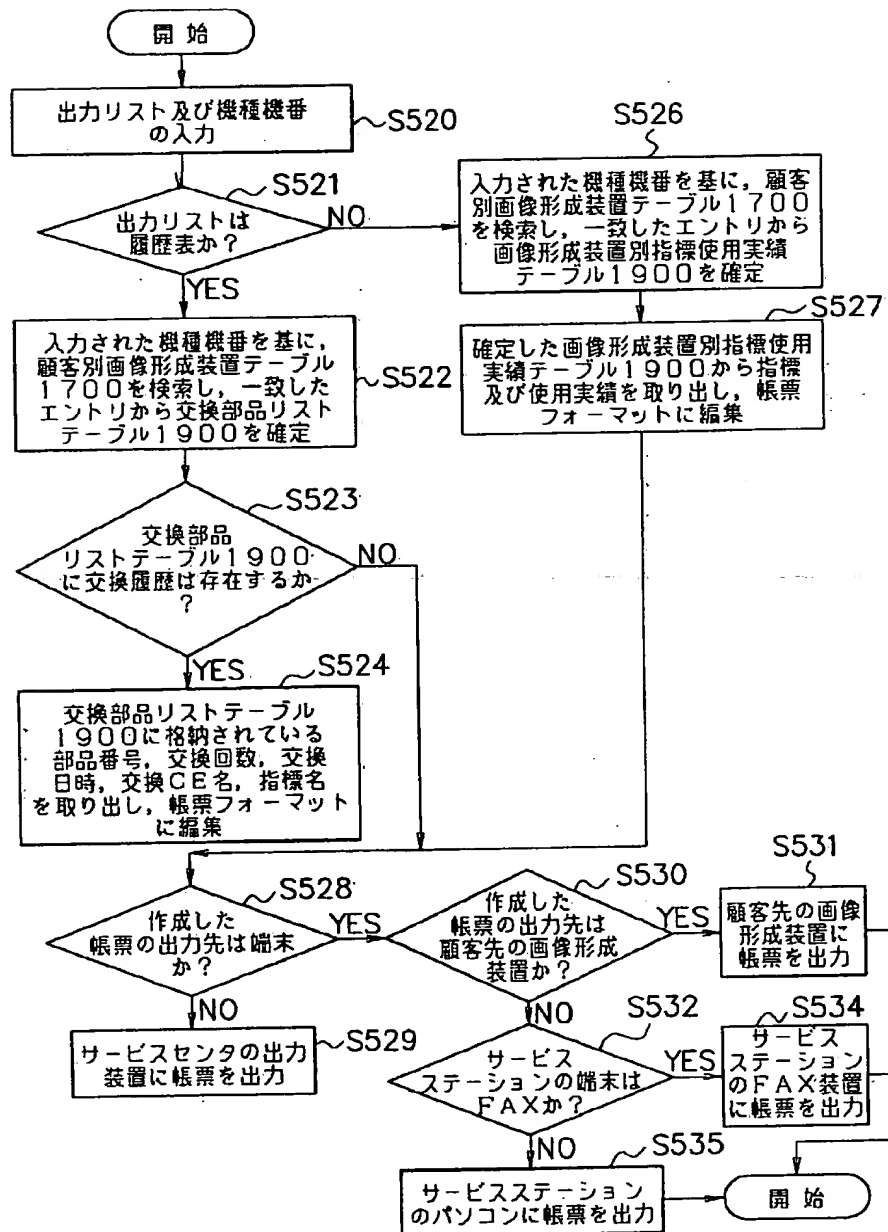 開始
出力リスト及び機種機番
の入力
S520
S521
出力リストは
履歴表か?
NO
YES
S526
入力された機種機番を基に,顧客
別画像形成装置テーブル1700
を検索し,一致したエントリから
画像形成装置別指標使用実績
テーブル1900を確定
入力された機種機番を基に,
顧客別画像形成装置テーブル
1700を検索し,一致した
エントリから交換部品リスト
テーブル1900を確定
S522
S527
確定した画像形成装置別指標使用
実績テーブル1900から指標
及び使用実績を取り出し,帳票
フォーマットに編集
S523
交換部品
リストテーブル1900
に交換履歴は存在するか
?
NO
YES
S524
交換部品リストテーブル
1900に格納されている
部品番号,交換回数,交換
日時,交換CE名,指標名
を取り出し,帳票フォーマット
に編集
S528
作成した
帳票の出力先は端末
か?
YES
NO
サービスセンタの出力
装置に帳票を出力
S529
S530
作成した
帳票の出力先は
顧客先の画像形成
装置か?
YES
NO
S531
顧客先の画像
形成装置に
帳票を出力
S532
サービス
ステーションの端末は
FAXか?
YES
NO
S534
サービス
ステーション
のFAX装置
に帳票を出力
S535
サービスステーション
のパソコンに帳票を出力
開始